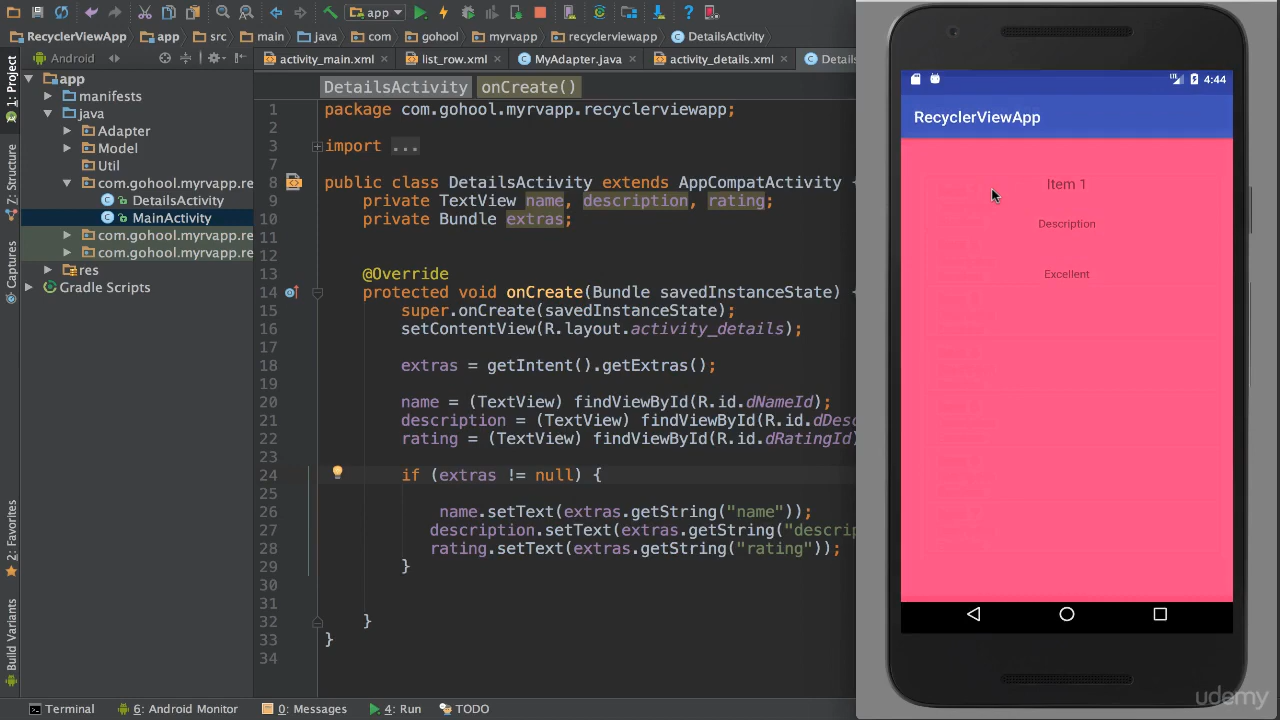 app
RecyclerViewApp
app
src
main
java
com
gohool
myrvapp
recyclerviewapp
DetailsActivity
Android
activity_main.xml
list_row.xml
MyAdapter.java
activity_details.xml
Details
1: Project
Z: Structure
Captures
2: Favorites
Build Variants
app
manifests
java
Adapter
Model
Util
com.gohool.myrvapp.re
DetailsActivity
MainActivity
com.gohool.myrvapp.re
com.gohool.myrvapp.re
res
Gradle Scripts
DetailsActivity onCreate()
1 package com.gohool.myrvapp.recyclerviewapp;
2
3 import ...
7
8 public class DetailsActivity extends AppCompatActivity {
9 private TextView name, description, rating;
10 private Bundle extras;
11
12
13 @Override
14 protected void onCreate(Bundle savedInstanceState) {
15 super.onCreate(savedInstanceState);
16 setContentView(R.layout.activity_details);
17
18 extras = getIntent().getExtras();
19
20 name = (TextView) findViewById(R.id.dNameId);
21 description = (TextView) findViewById(R.id.dDesc
22 rating = (TextView) findViewById(R.id.dRatingId)
23
24 if (extras != null) {
25
26 name.setText(extras.getString("name"));
27 description.setText(extras.getString("descrip
28 rating.setText(extras.getString("rating"));
29 }
30
31
32 }
33 }
34
Terminal
6: Android Monitor
0: Messages
4: Run
TODO
LTE
4:44
RecyclerViewApp
Item 1
Description
Excellent
udemy